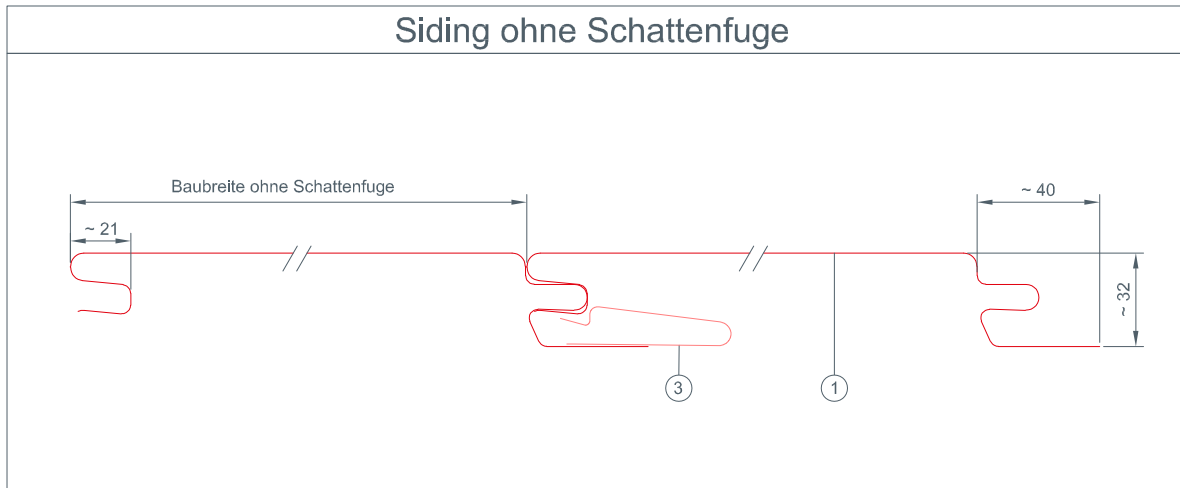 Siding ohne Schattenfuge
Baubreite ohne Schattenfuge
~ 40
~ 21
~ 32
3
1